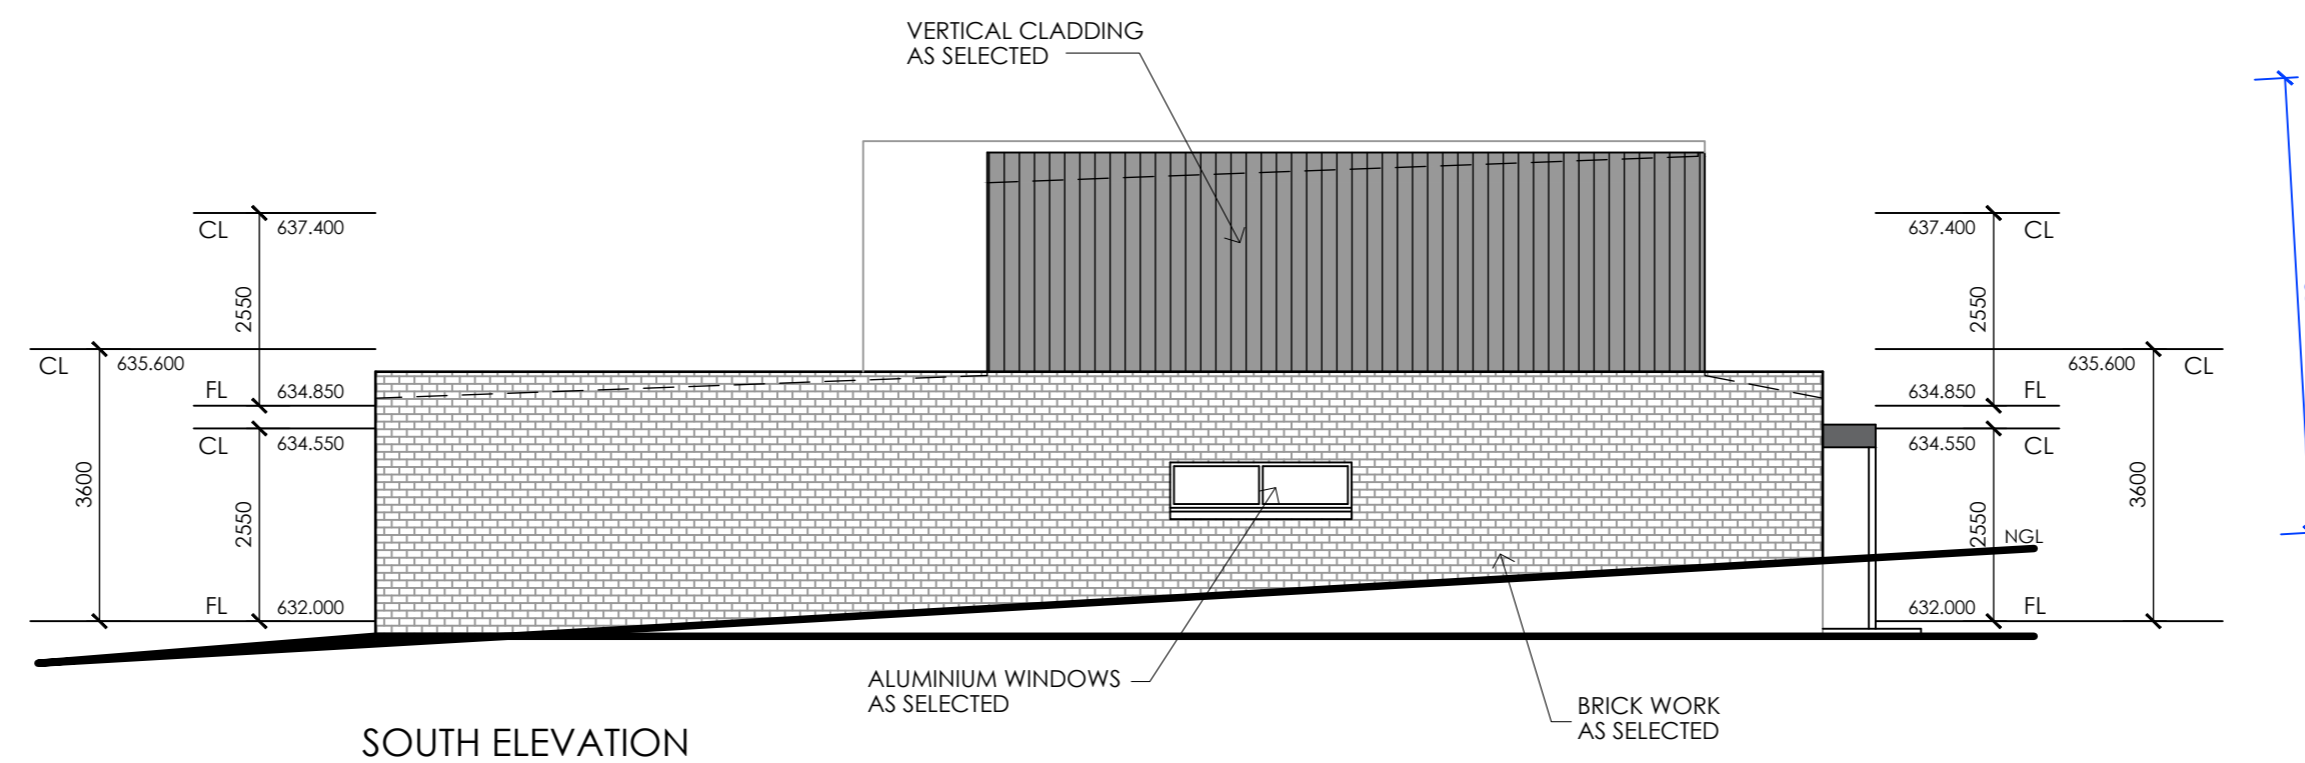 VERTICAL CLADDING
AS SELECTED
CL 637.400
2550
CL 635.600
FL 634.850
CL 634.550
3600
2550
FL 632.000
637.400 CL
2550
635.600 CL
634.850 FL
634.550 CL
3600
2550
NGL
632.000 FL
ALUMINIUM WINDOWS
AS SELECTED
BRICK WORK
AS SELECTED
SOUTH ELEVATION